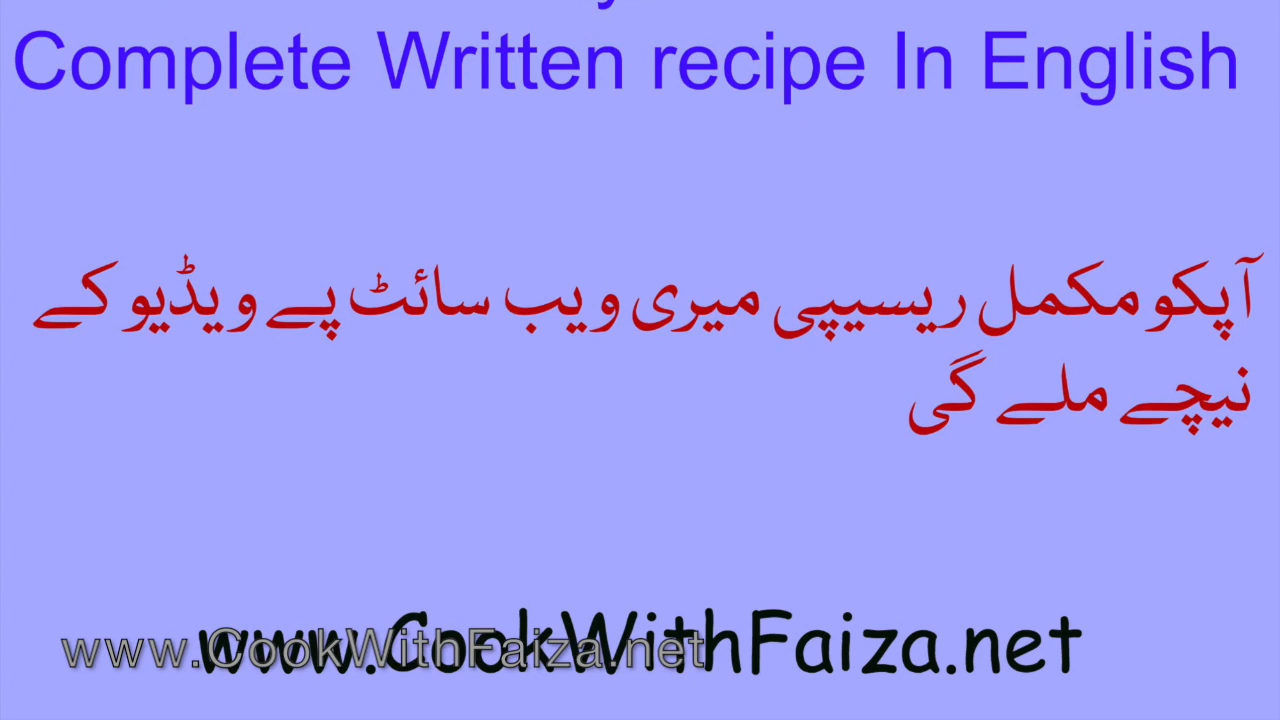 Complete Written recipe In English
آپکو مکمل ریسیپی میری ویب سائٹ پے ویڈیو کے
نیچے ملے گی
www.CookWithFaiza.net
www.CookWithFaiza.net